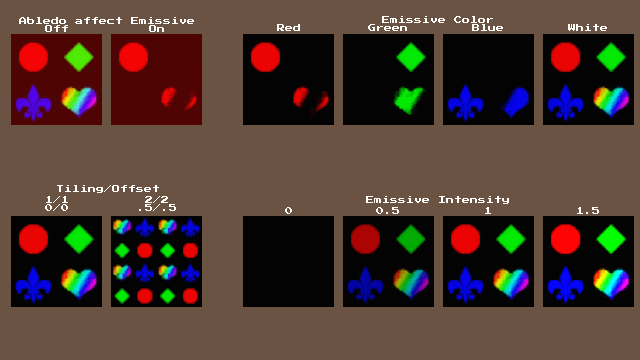 Abledo affect Emissive
Off On
Emissive Color
Red Green Blue White
Tiling/Offset
1/1 2/2
0/0 .5/.5
Emissive Intensity
0 0.5 1 1.5